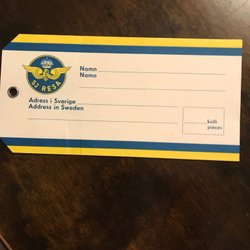 SJ RESA
Namn
Name
Adress i Sverige
Address in Sweden
kolli
pieces